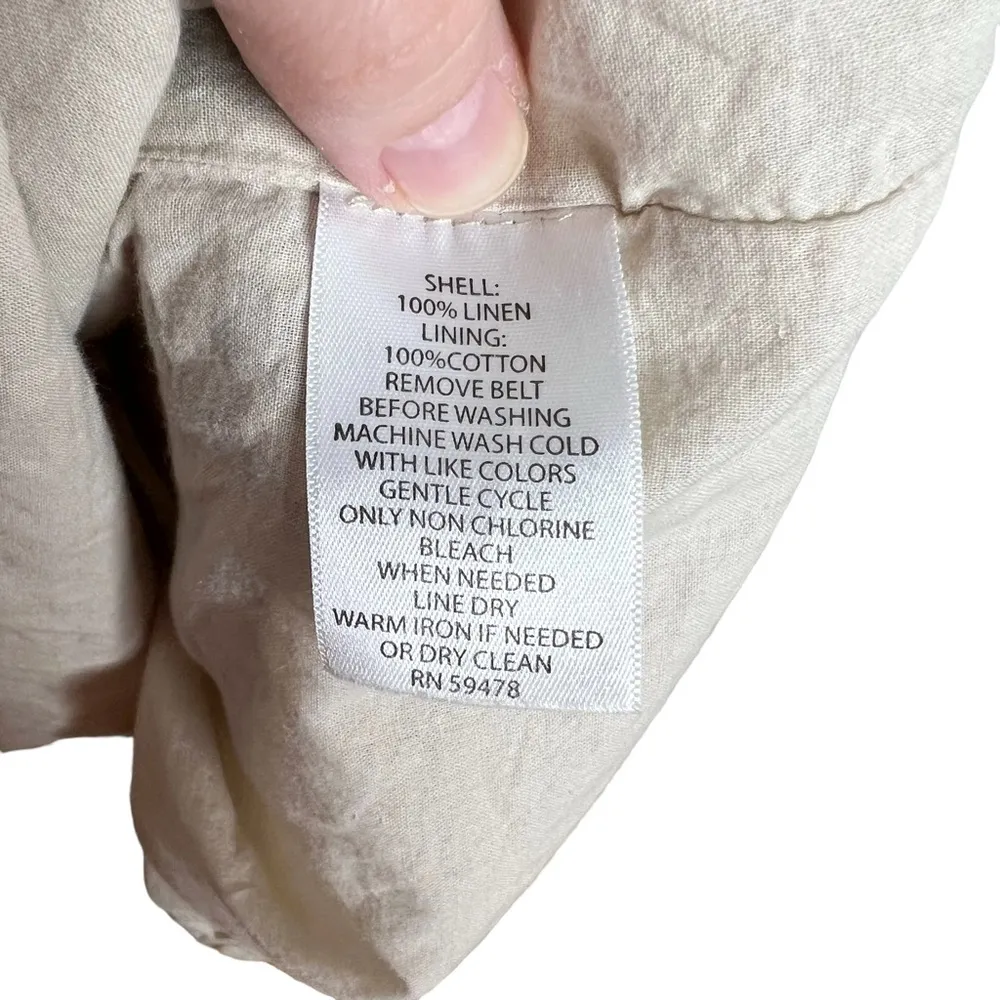 SHELL:
100% LINEN
LINING:
100%COTTON
REMOVE BELT
BEFORE WASHING
MACHINE WASH COLD
WITH LIKE COLORS
GENTLE CYCLE
ONLY NON CHLORINE
BLEACH
WHEN NEEDED
LINE DRY
WARM IRON IF NEEDED
OR DRY CLEAN
RN 59478